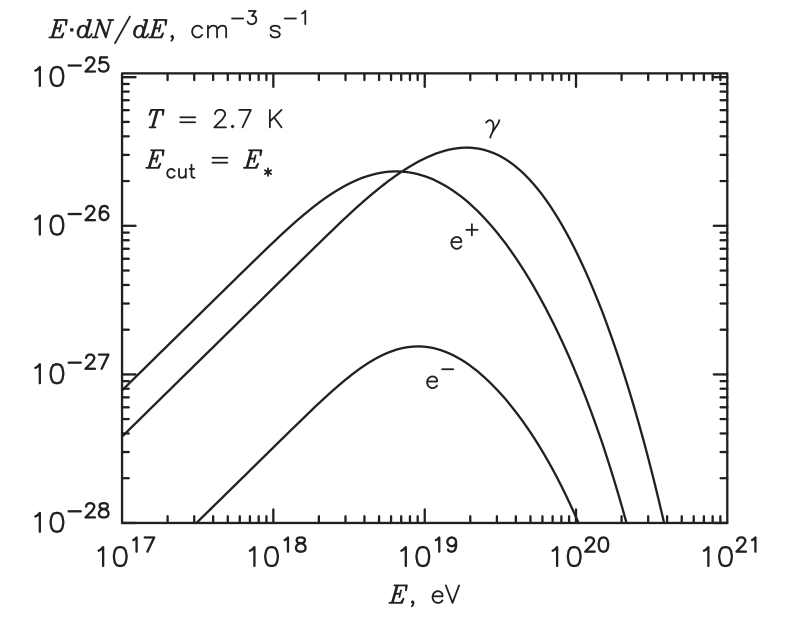 E·dN/dE, cm⁻³ s⁻¹
10⁻²⁵
T = 2.7 K
γ
E_cut = E_*
10⁻²⁶
e⁺
10⁻²⁷
e⁻
10⁻²⁸
10¹⁷ 10¹⁸ 10¹⁹ 10²⁰ 10²¹
E, eV